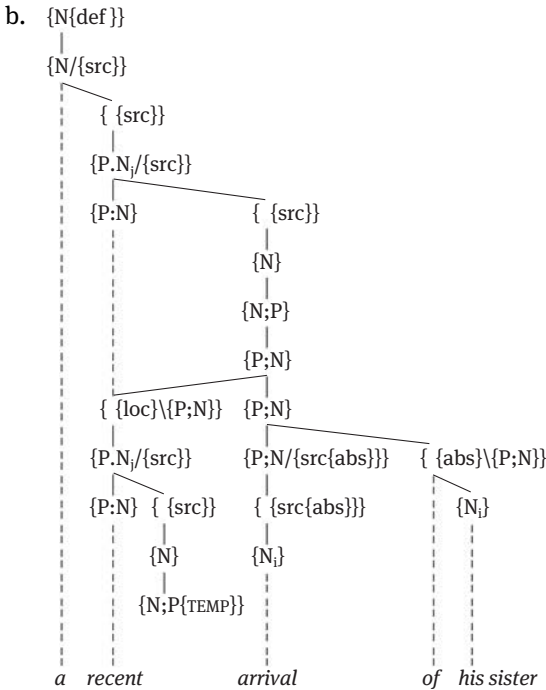 b. {N{def }}
{N/{src}}
{ {src}}
{P.Nj/{src}}
{P:N} { {src}}
{N}
{N;P}
{P;N}
{ {loc}\{P;N}} {P;N}
{P.Nj/{src}} {P;N/{src{abs}}} { {abs}\{P;N}}
{P:N} { {src}} { {src{abs}}} {Ni}
{N} {Ni}
{N;P{TEMP}}
a recent arrival of his sister